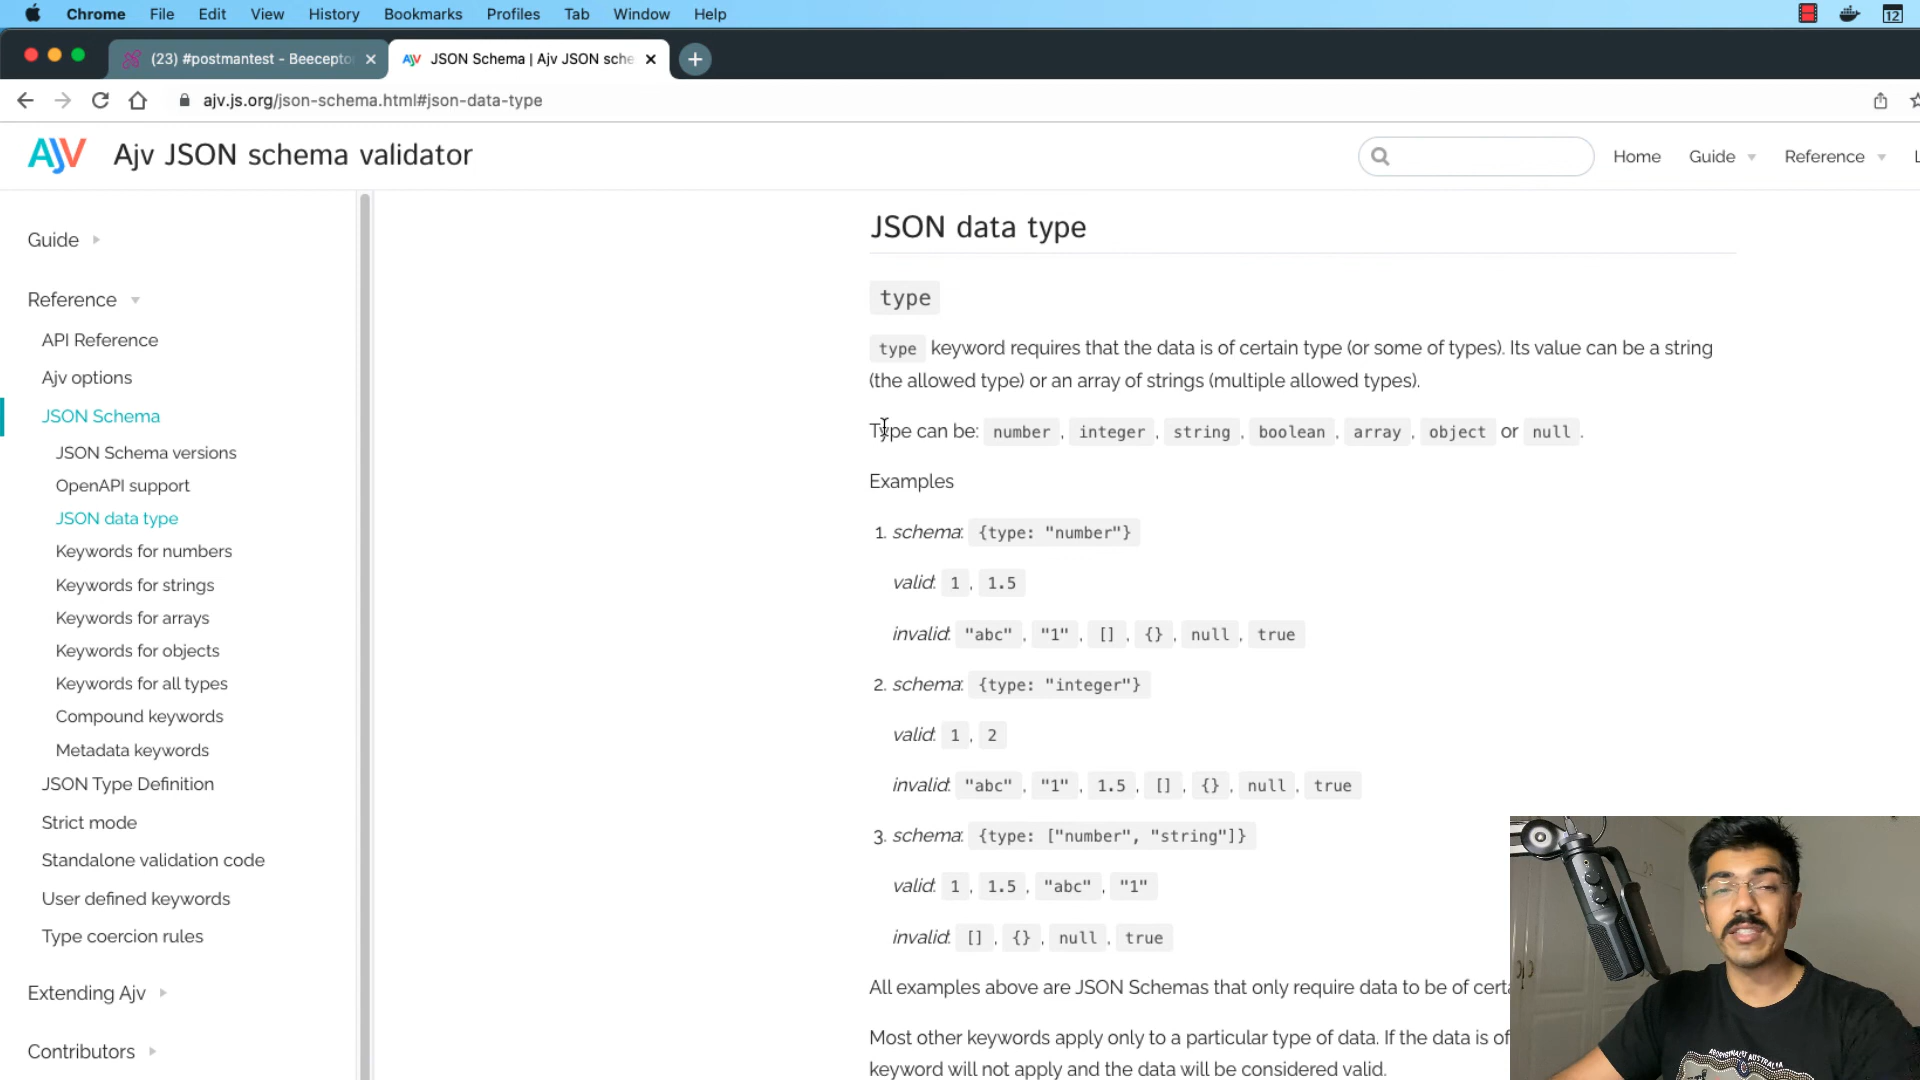 Chrome File Edit View History Bookmarks Profiles Tab Window Help 12
(23) #postmantest - Beecepto JSON Schema | Ajv JSON sche
ajv.js.org/json-schema.html#json-data-type
AJV Ajv JSON schema validator Home Guide Reference
Guide
Reference
API Reference
Ajv options
JSON Schema
JSON Schema versions
OpenAPI support
JSON data type
Keywords for numbers
Keywords for strings
Keywords for arrays
Keywords for objects
Keywords for all types
Compound keywords
Metadata keywords
JSON Type Definition
Strict mode
Standalone validation code
User defined keywords
Type coercion rules
Extending Ajv
Contributors
JSON data type
type
type keyword requires that the data is of certain type (or some of types). Its value can be a string
(the allowed type) or an array of strings (multiple allowed types).
Type can be: number, integer, string, boolean, array, object or null.
Examples
1. schema: {type: "number"}
valid: 1, 1.5
invalid: "abc", "1", [], {}, null, true
2. schema: {type: "integer"}
valid: 1, 2
invalid: "abc", "1", 1.5, [], {}, null, true
3. schema: {type: ["number", "string"]}
valid: 1, 1.5, "abc", "1"
invalid: [], {}, null, true
All examples above are JSON Schemas that only require data to be of certa
Most other keywords apply only to a particular type of data. If the data is of
keyword will not apply and the data will be considered valid.